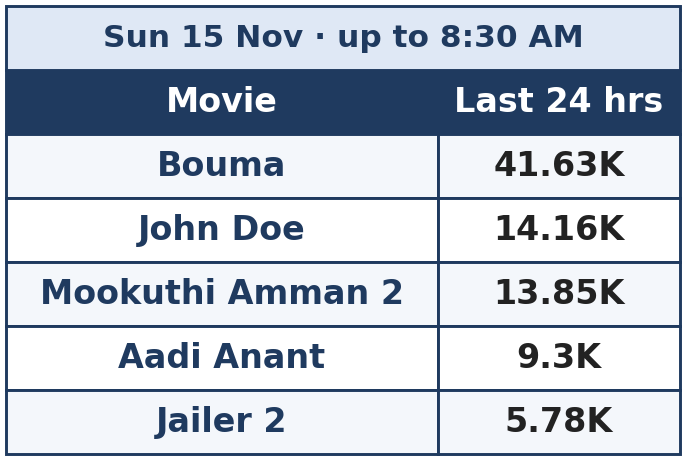 Sun 15 Nov · up to 8:30 AM
Movie Last 24 hrs
Bouma 41.63K
John Doe 14.16K
Mookuthi Amman 2 13.85K
Aadi Anant 9.3K
Jailer 2 5.78K